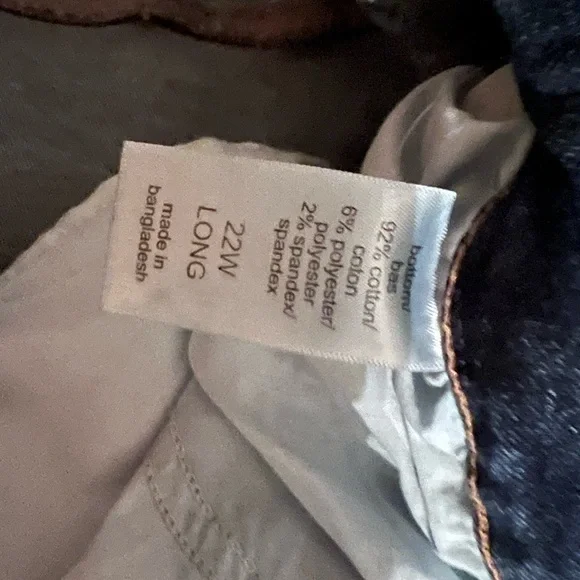 bottom/
bas
92% cotton/
coton
6% polyester/
polyester
2% spandex/
spandex
22W
LONG
made in
bangladesh